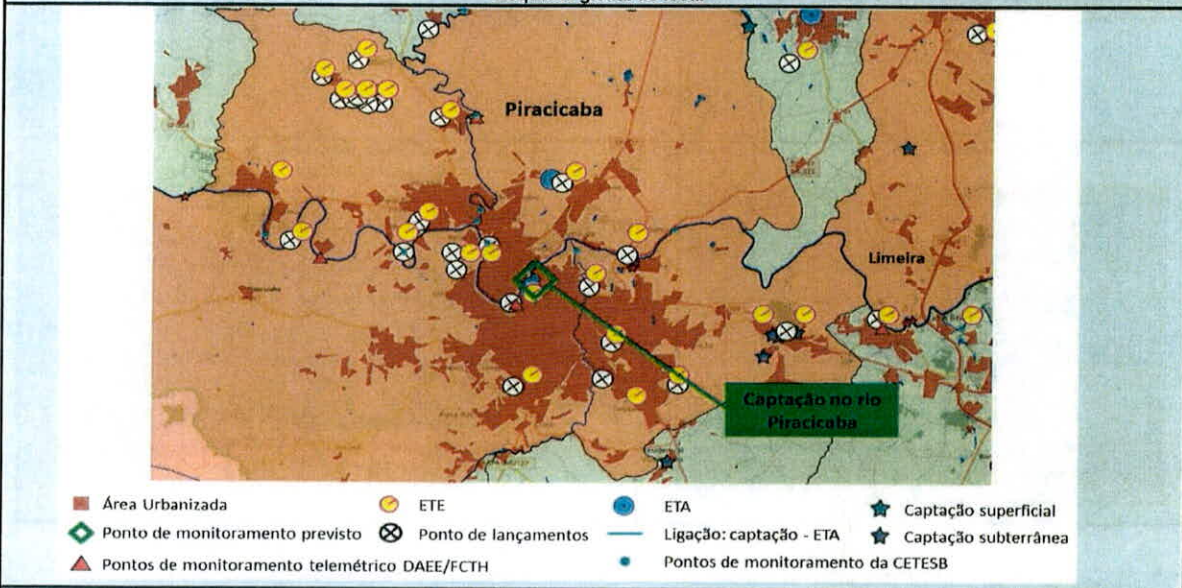 Piracicaba
Limeira
Captação no rio
Piracicaba
Área Urbanizada
ETE
ETA
Captação superficial
Ponto de monitoramento previsto
Ponto de lançamentos
Ligação: captação - ETA
Captação subterrânea
Pontos de monitoramento telemétrico DAEE/FCTH
Pontos de monitoramento da CETESB